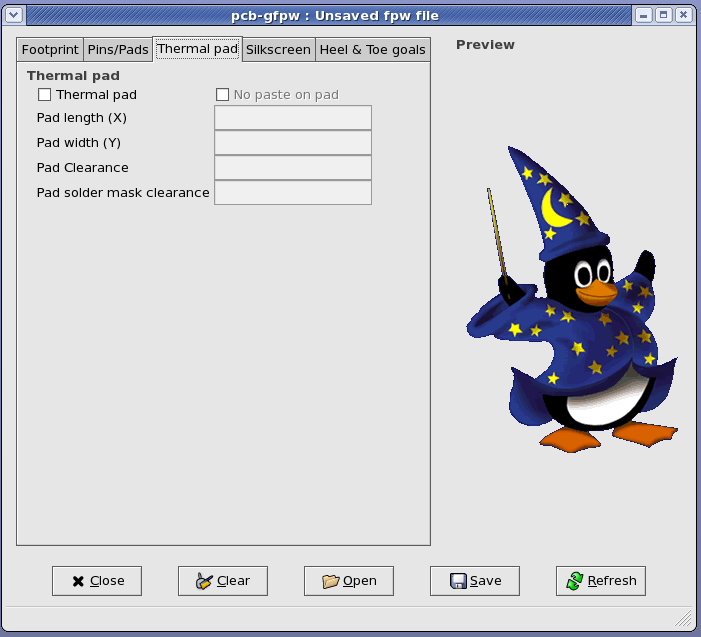 pcb-gfpw : Unsaved fpw file
Footprint Pins/Pads Thermal pad Silkscreen Heel & Toe goals
Preview
Thermal pad
Thermal pad No paste on pad
Pad length (X)
Pad width (Y)
Pad Clearance
Pad solder mask clearance
Close Clear Open Save Refresh